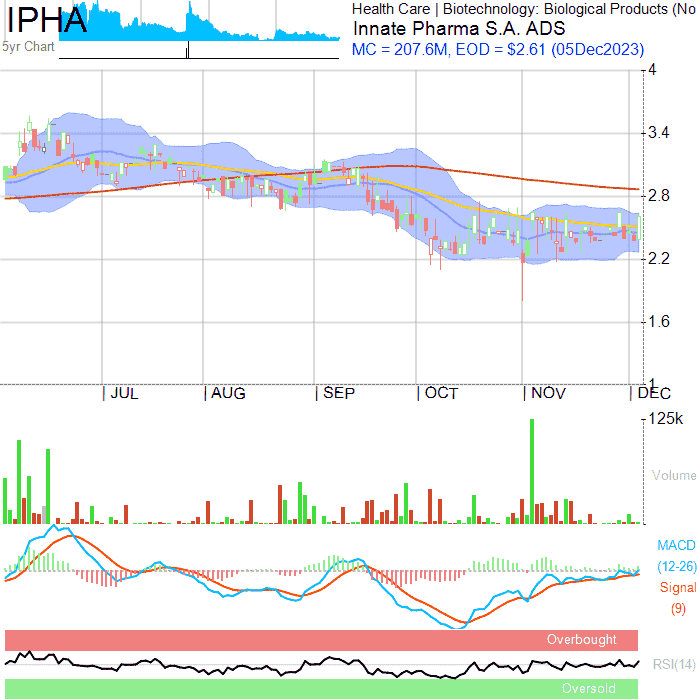 IPHA
5yr Chart
Health Care | Biotechnology: Biological Products (No
Innate Pharma S.A. ADS
MC = 207.6M, EOD = $2.61 (05Dec2023)
4
3.4
2.8
2.2
1.6
1
JUL
AUG
SEP
OCT
NOV
DEC
125k
Volume
MACD
(12-26)
Signal
(9)
Overbought
RSI(14)
Oversold